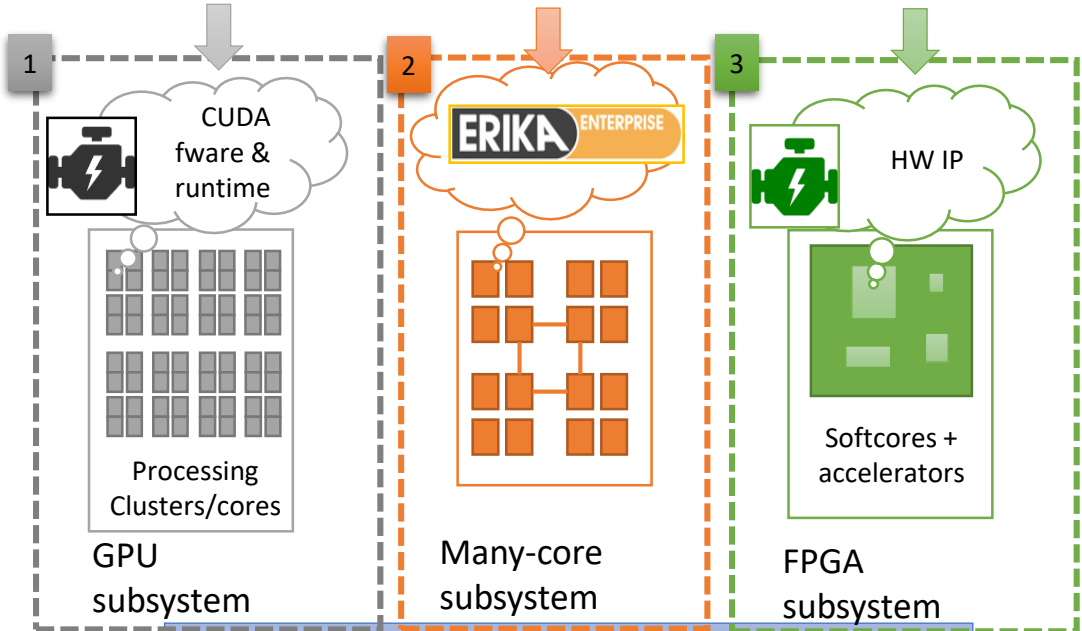 1
CUDA
fware &
runtime
Processing
Clusters/cores
GPU
subsystem
2
ERIKA ENTERPRISE
Many-core
subsystem
3
HW IP
Softcores +
accelerators
FPGA
subsystem